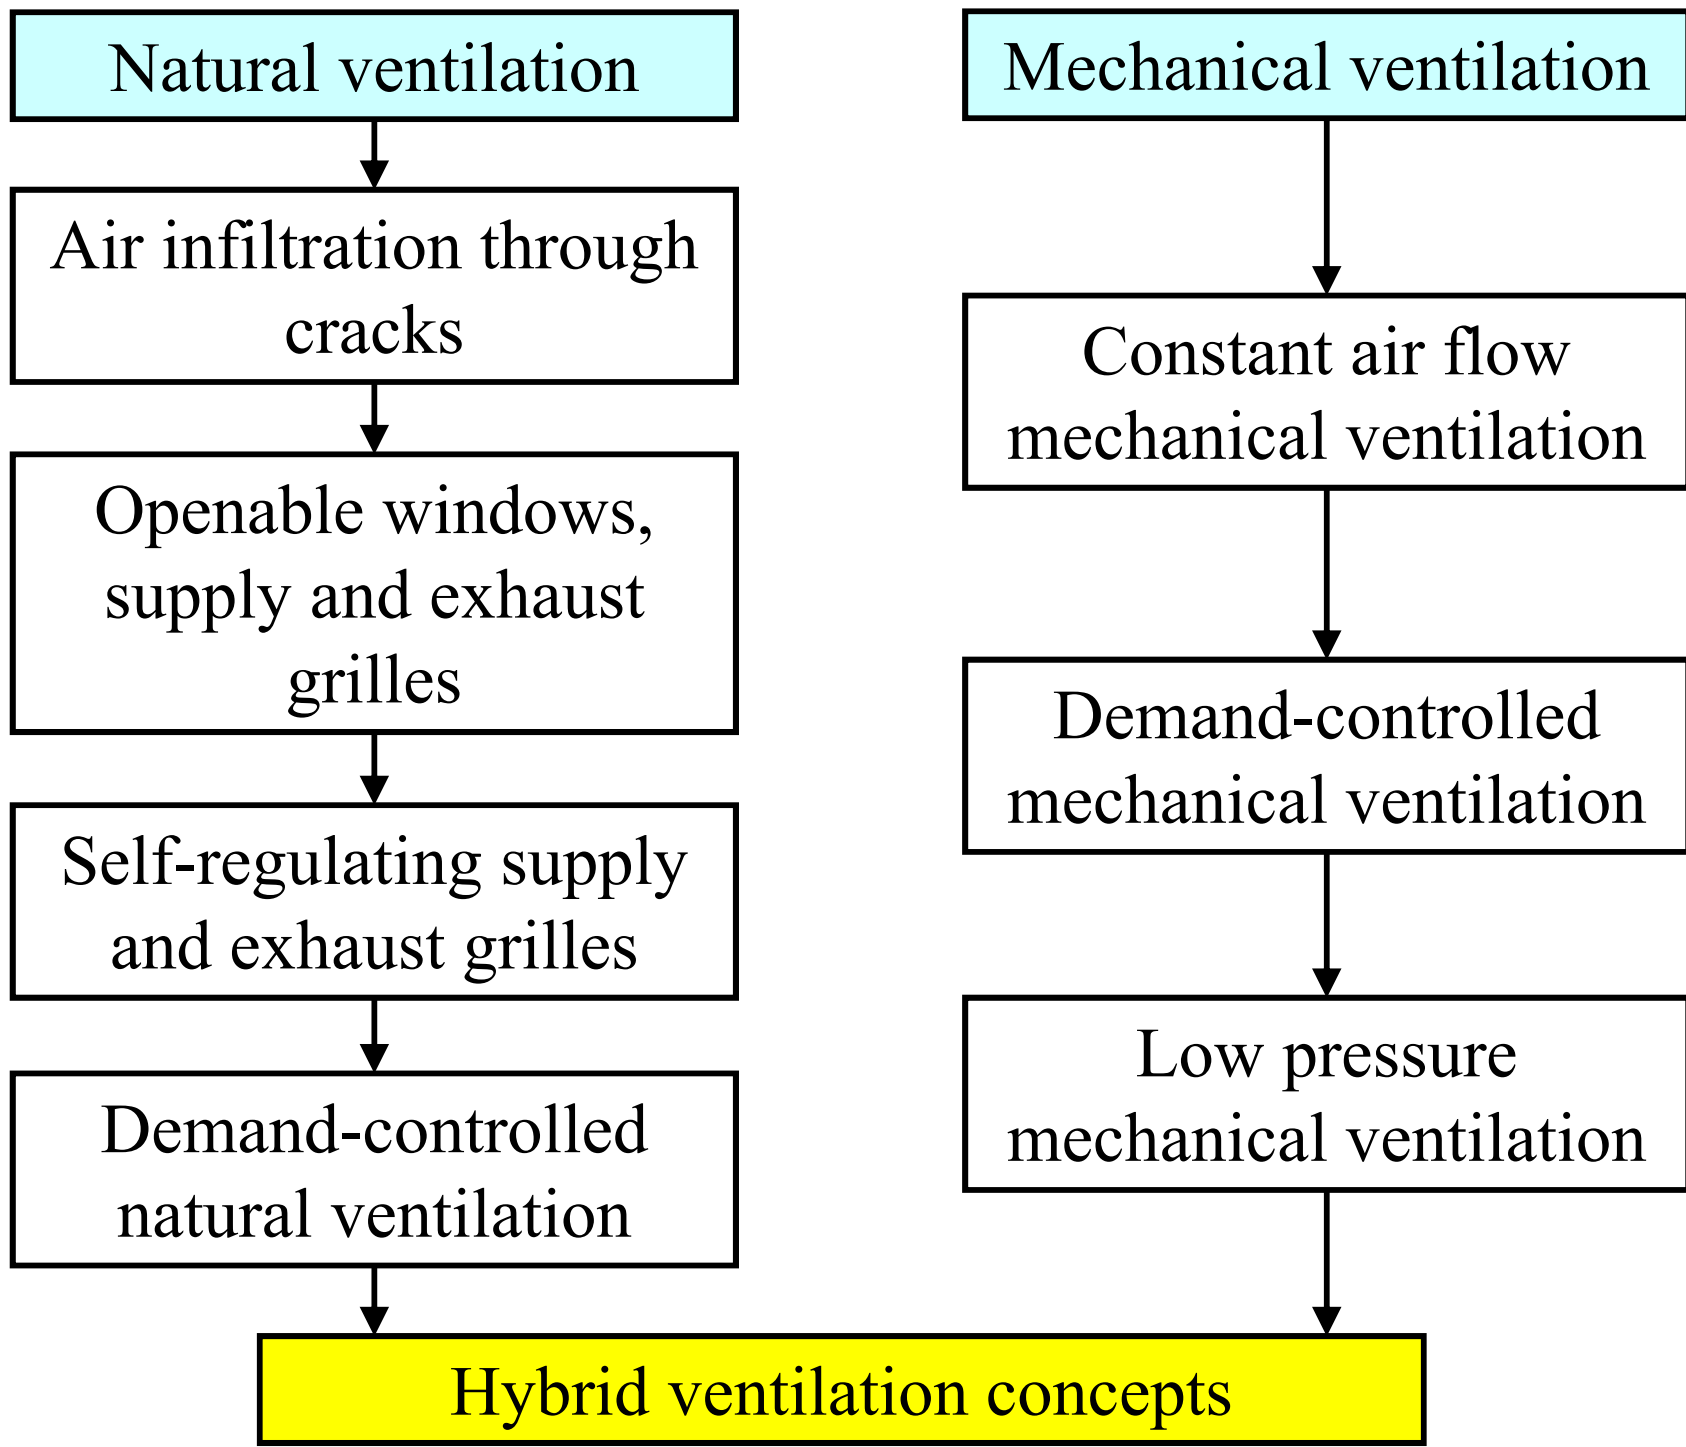 Natural ventilation
Air infiltration through
cracks
Openable windows,
supply and exhaust
grilles
Self-regulating supply
and exhaust grilles
Demand-controlled
natural ventilation
Mechanical ventilation
Constant air flow
mechanical ventilation
Demand-controlled
mechanical ventilation
Low pressure
mechanical ventilation
Hybrid ventilation concepts